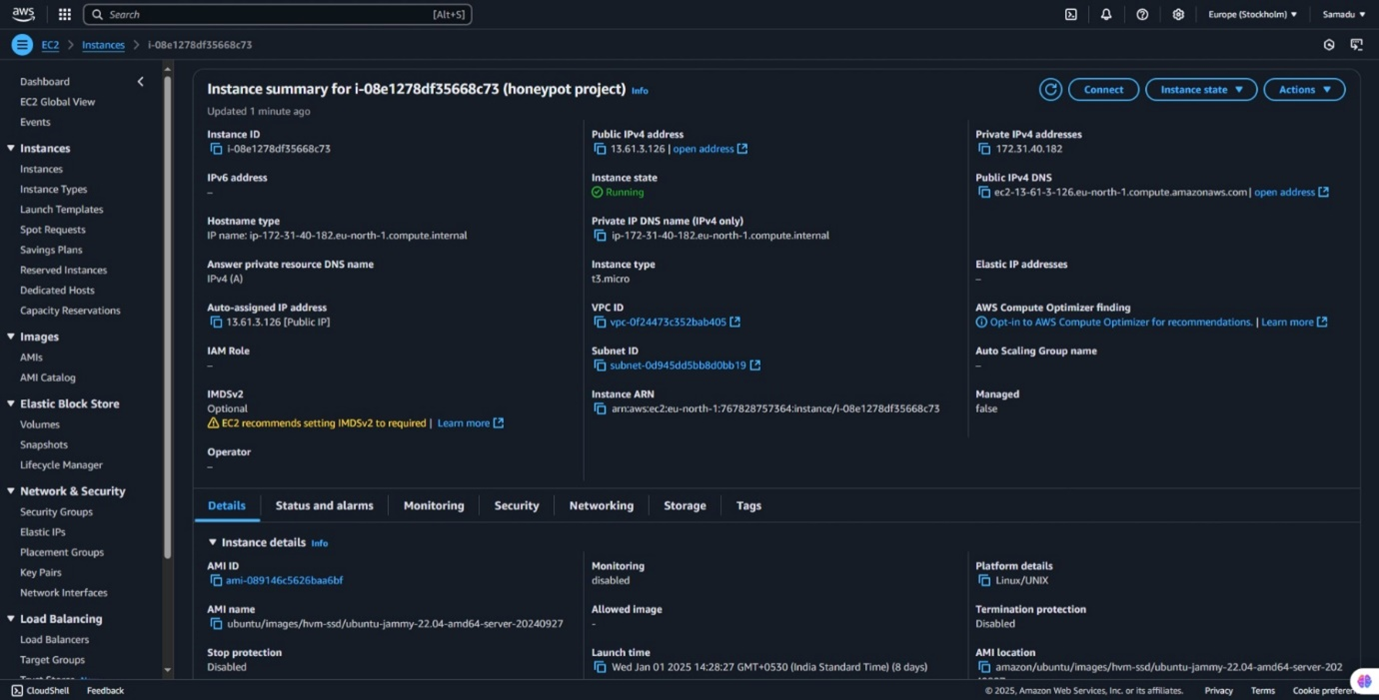 aws
Search [Alt+S]
Europe (Stockholm) ▼
Samadu ▼
EC2 > Instances > i-08e1278df35668c73
Dashboard
EC2 Global View
Events
Instances
Instances
Instance Types
Launch Templates
Spot Requests
Savings Plans
Reserved Instances
Dedicated Hosts
Capacity Reservations
Images
AMIs
AMI Catalog
Elastic Block Store
Volumes
Snapshots
Lifecycle Manager
Network & Security
Security Groups
Elastic IPs
Placement Groups
Key Pairs
Network Interfaces
Load Balancing
Load Balancers
Target Groups
Instance summary for i-08e1278df35668c73 (honeypot project) Info
Updated 1 minute ago
Connect
Instance state ▼
Actions ▼
Instance ID
i-08e1278df35668c73
IPv6 address
–
Hostname type
IP name: ip-172-31-40-182.eu-north-1.compute.internal
Answer private resource DNS name
IPv4 (A)
Auto-assigned IP address
13.61.3.126 [Public IP]
IAM Role
–
IMDSv2
Optional
EC2 recommends setting IMDSv2 to required | Learn more
Operator
–
Public IPv4 address
13.61.3.126 | open address
Instance state
Running
Private IP DNS name (IPv4 only)
ip-172-31-40-182.eu-north-1.compute.internal
Instance type
t3.micro
VPC ID
vpc-0f24473c352bab405
Subnet ID
subnet-0d945dd5bb8d0bb19
Instance ARN
arn:aws:ec2:eu-north-1:767828757364:instance/i-08e1278df35668c73
Private IPv4 addresses
172.31.40.182
Public IPv4 DNS
ec2-13-61-3-126.eu-north-1.compute.amazonaws.com | open address
Elastic IP addresses
–
AWS Compute Optimizer finding
Opt-in to AWS Compute Optimizer for recommendations. | Learn more
Auto Scaling Group name
–
Managed
false
Details
Status and alarms
Monitoring
Security
Networking
Storage
Tags
Instance details Info
AMI ID
ami-089146c5626baa6bf
AMI name
ubuntu/images/hvm-ssd/ubuntu-jammy-22.04-amd64-server-20240927
Stop protection
Disabled
Monitoring
disabled
Allowed image
-
Launch time
Wed Jan 01 2025 14:28:27 GMT+0530 (India Standard Time) (8 days)
Platform details
Linux/UNIX
Termination protection
Disabled
AMI location
amazon/ubuntu/images/hvm-ssd/ubuntu-jammy-22.04-amd64-server-202
CloudShell
Feedback
© 2025, Amazon Web Services, Inc. or its affiliates.
Privacy
Terms
Cookie preferen